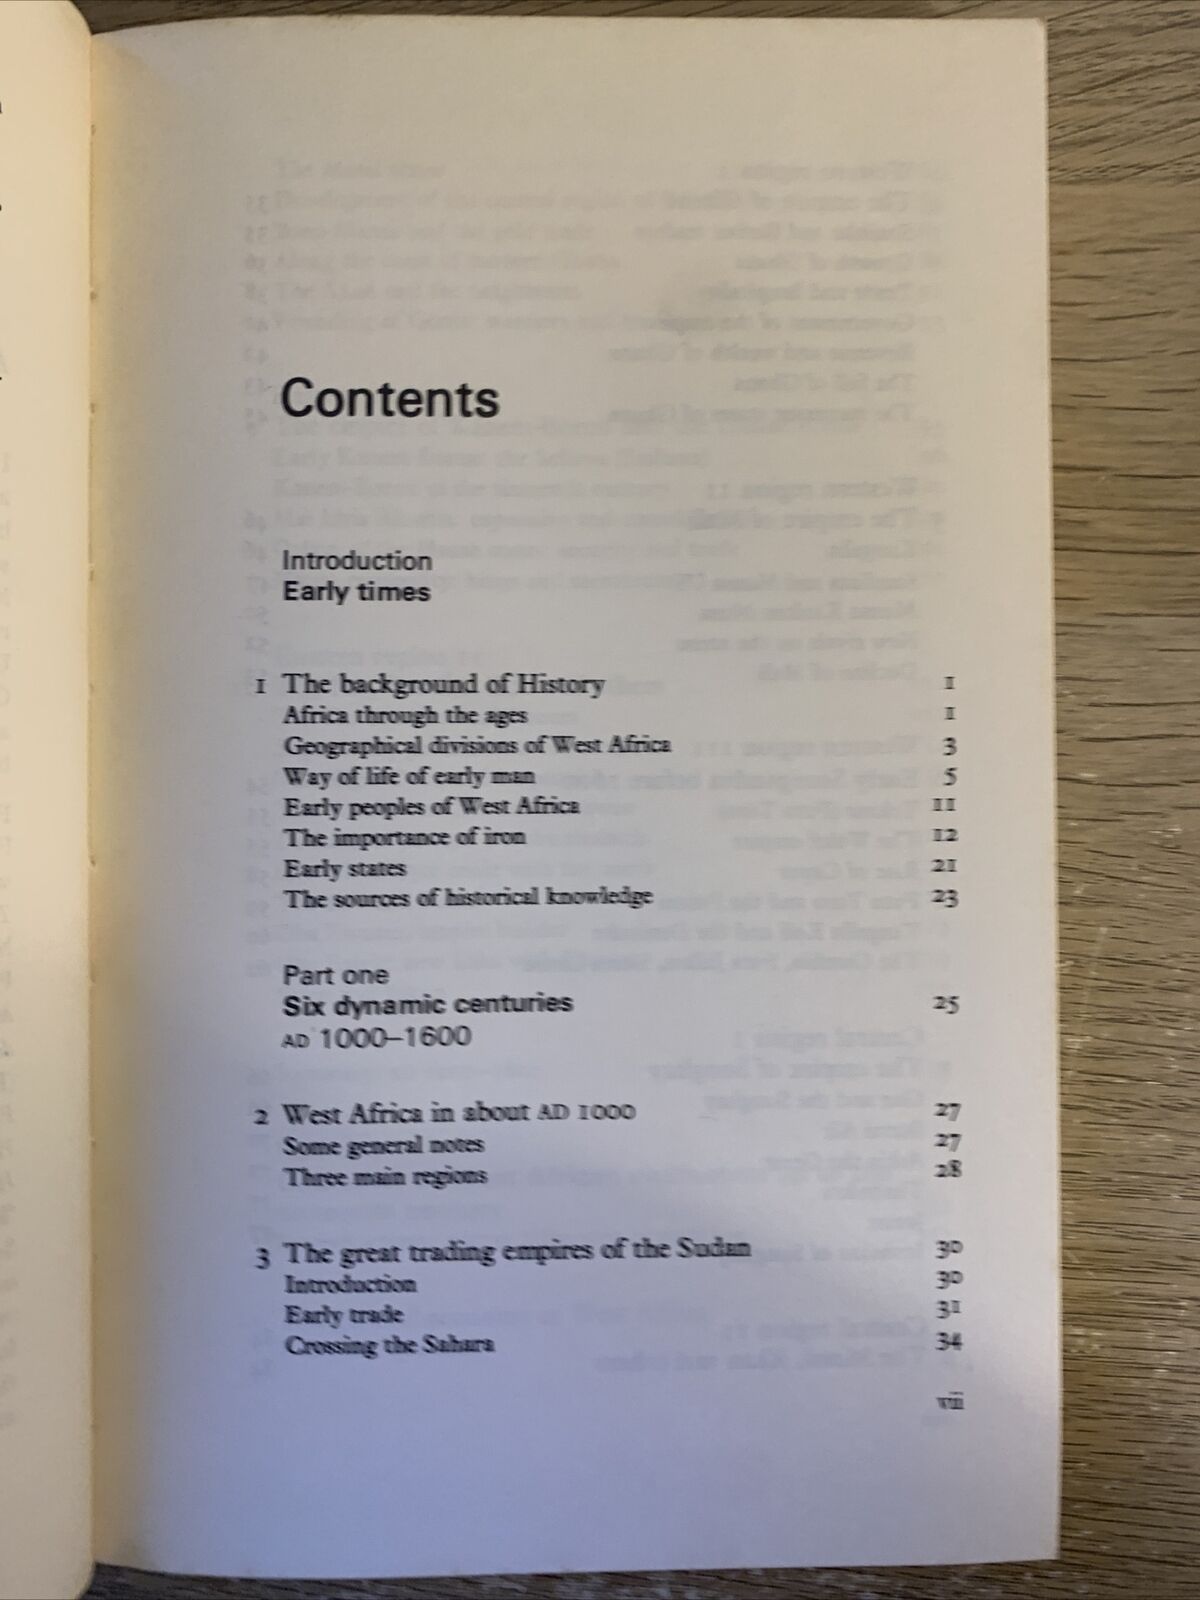 Contents
Introduction
Early times
1 The background of History 1
Africa through the ages 1
Geographical divisions of West Africa 3
Way of life of early man 5
Early peoples of West Africa 11
The importance of iron 12
Early states 21
The sources of historical knowledge 23
Part one
Six dynamic centuries 25
AD 1000–1600
2 West Africa in about AD 1000 27
Some general notes 27
Three main regions 28
3 The great trading empires of the Sudan 30
Introduction 30
Early trade 31
Crossing the Sahara 34
vii